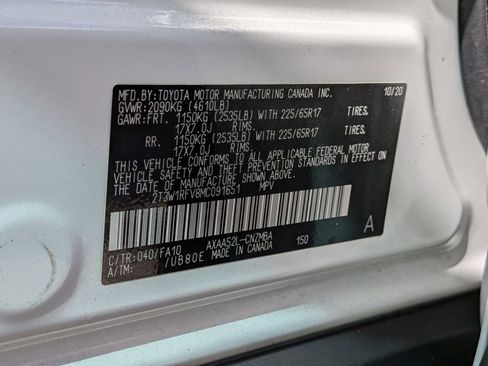 MFD.BY:TOYOTA MOTOR MANUFACTURING CANADA INC. 10/20
GVWR:2090KG (4610LB)
GAWR:FRT. 1150KG (2535LB) WITH 225/65R17 TIRES,
17X7.0J RIMS.
RR. 1150KG (2535LB) WITH 225/65R17 TIRES,
17X7.0J RIMS.
THIS VEHICLE CONFORMS TO ALL APPLICABLE FEDERAL MOTOR
VEHICLE SAFETY AND THEFT PREVENTION STANDARDS IN EFFECT
ON THE DATE OF MANUFACTURE SHOWN ABOVE.
2T3W1RFV8MC091651 MPV
A
C/TR:040/FA10 AXAA52L-CNZMBA 150
A/TM: /UB80E MADE IN CANADA